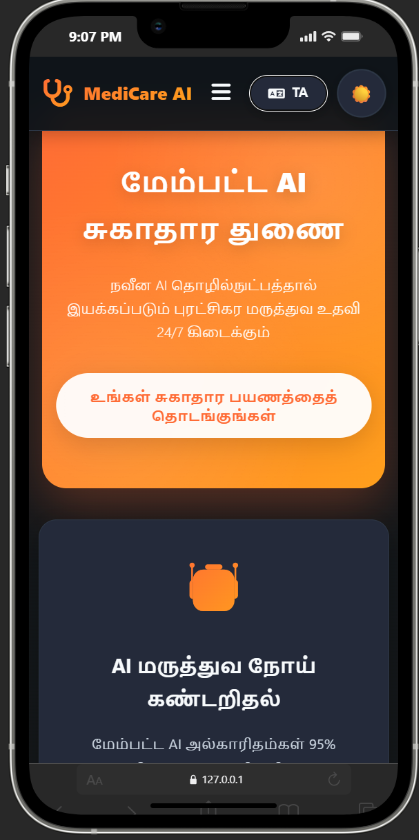 9:07 PM
MediCare AI
TA
மேம்பட்ட AI
சுகாதார துணை
நவீன AI தொழில்நுட்பத்தால்
இயக்கப்படும் புரட்சிகர மருத்துவ உதவி
24/7 கிடைக்கும்
உங்கள் சுகாதார பயணத்தைத்
தொடங்குங்கள்
AI மருத்துவ நோய்
கண்டறிதல்
மேம்பட்ட AI அல்காரிதம்கள் 95%
AA
127.0.0.1